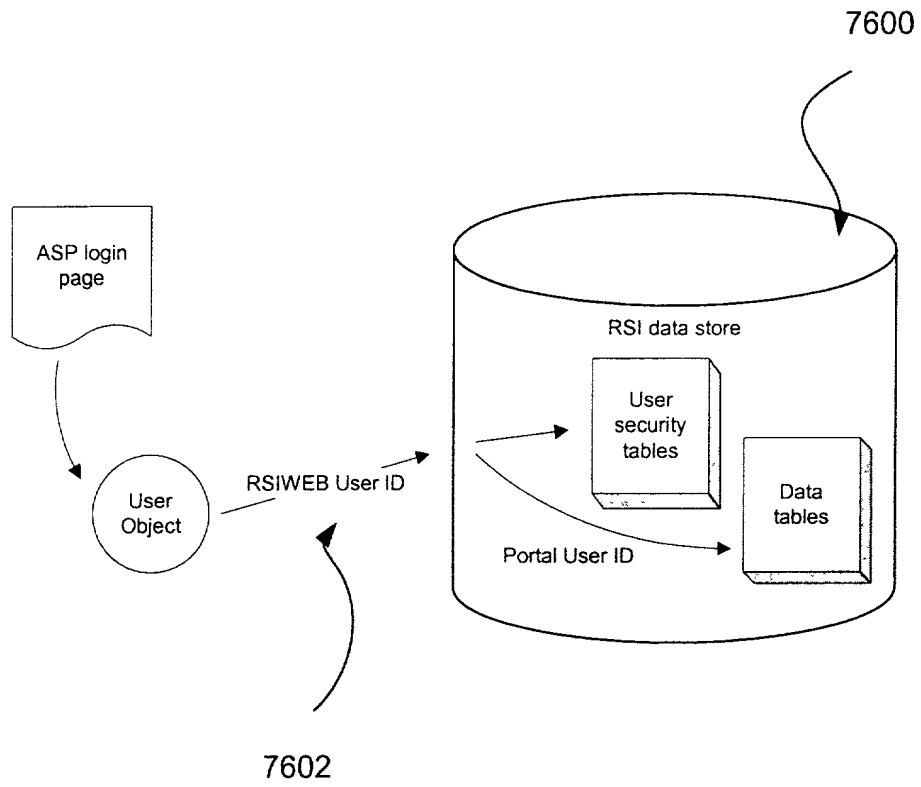 7600
ASP login
page
RSI data store
User
security
tables
RSIWEB User ID
User
Object
Data
tables
Portal User ID
7602